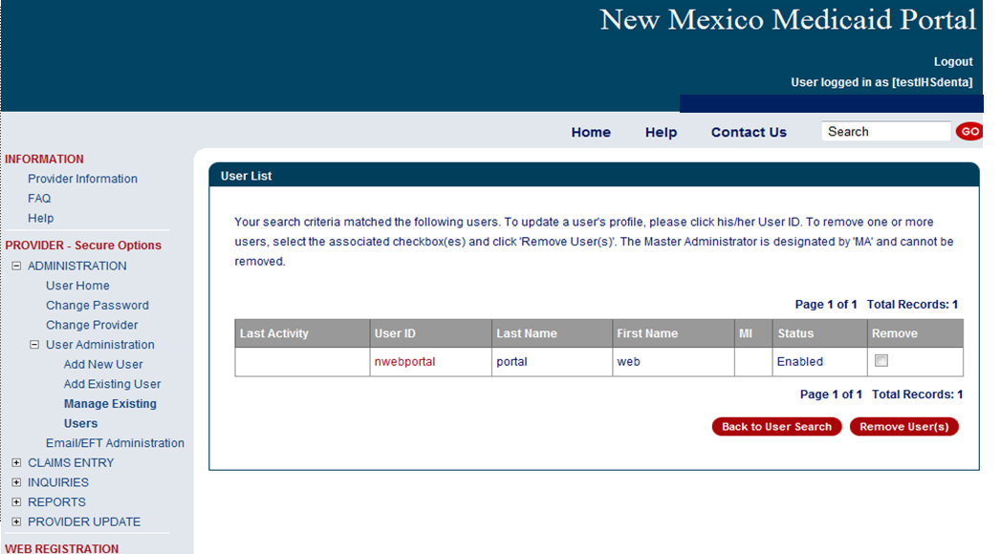 New Mexico Medicaid Portal
Logout
User logged in as [testIHSdenta]
Home Help Contact Us Search GO
INFORMATION
Provider Information
FAQ
Help
PROVIDER - Secure Options
ADMINISTRATION
User Home
Change Password
Change Provider
User Administration
Add New User
Add Existing User
Manage Existing
Users
Email/EFT Administration
CLAIMS ENTRY
INQUIRIES
REPORTS
PROVIDER UPDATE
WEB REGISTRATION
User List
Your search criteria matched the following users. To update a user's profile, please click his/her User ID. To remove one or more
users, select the associated checkbox(es) and click 'Remove User(s)'. The Master Administrator is designated by 'MA' and cannot be
removed.
Page 1 of 1 Total Records: 1
Last Activity User ID Last Name First Name MI Status Remove
nwebportal portal web Enabled
Page 1 of 1 Total Records: 1
Back to User Search Remove User(s)